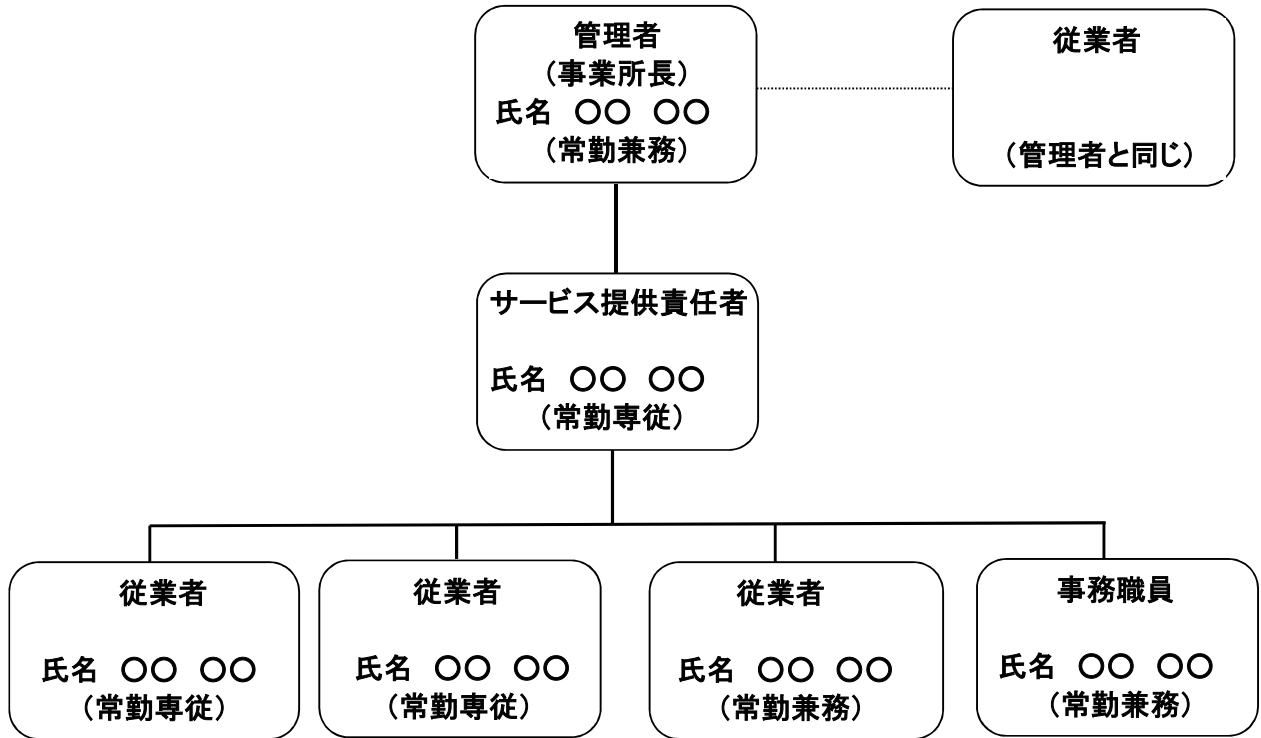 管理者
（事業所長）
氏名 〇〇 〇〇
（常勤兼務）
従業者
（管理者と同じ）
サービス提供責任者
氏名 〇〇 〇〇
（常勤専従）
従業者
氏名 〇〇 〇〇
（常勤専従）
従業者
氏名 〇〇 〇〇
（常勤専従）
従業者
氏名 〇〇 〇〇
（常勤兼務）
事務職員
氏名 〇〇 〇〇
（常勤兼務）